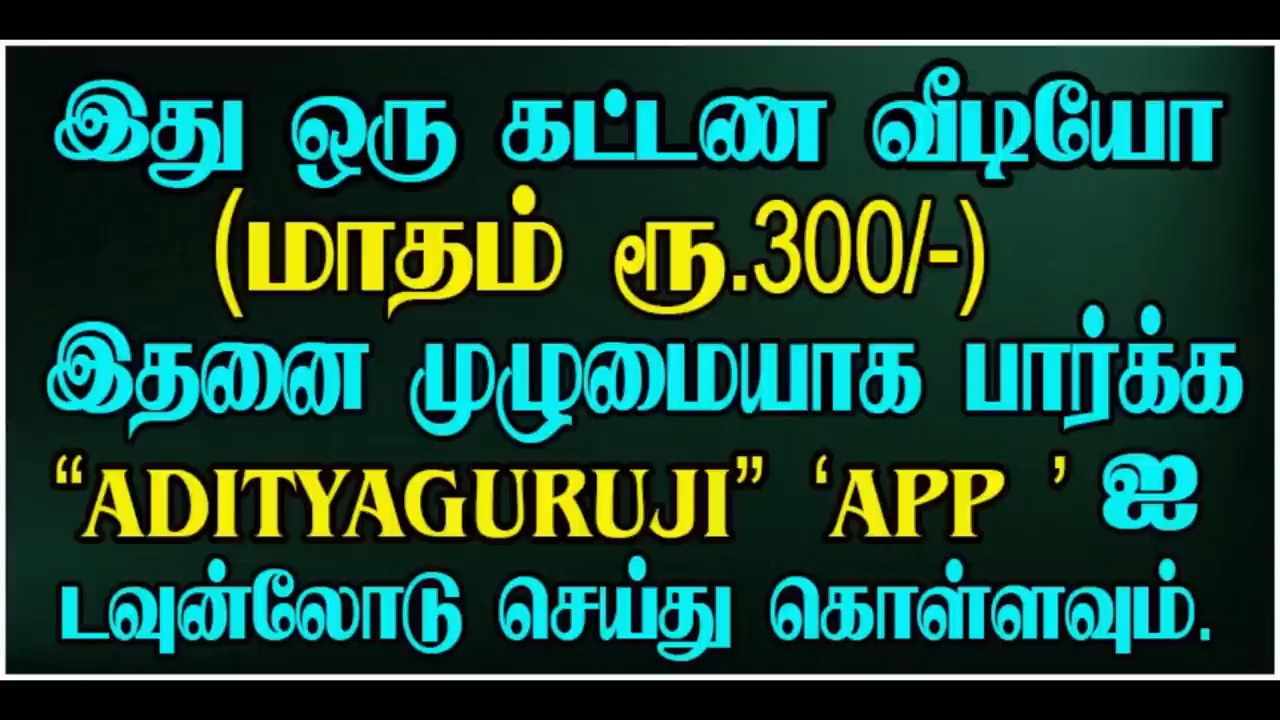 இது ஒரு கட்டண வீடியோ
(மாதம் ரூ.300/-)
இதனை முழுமையாக பார்க்க
“ADITYAGURUJI” ‘APP ’ ஐ
டவுன்லோடு செய்து கொள்ளவும்.